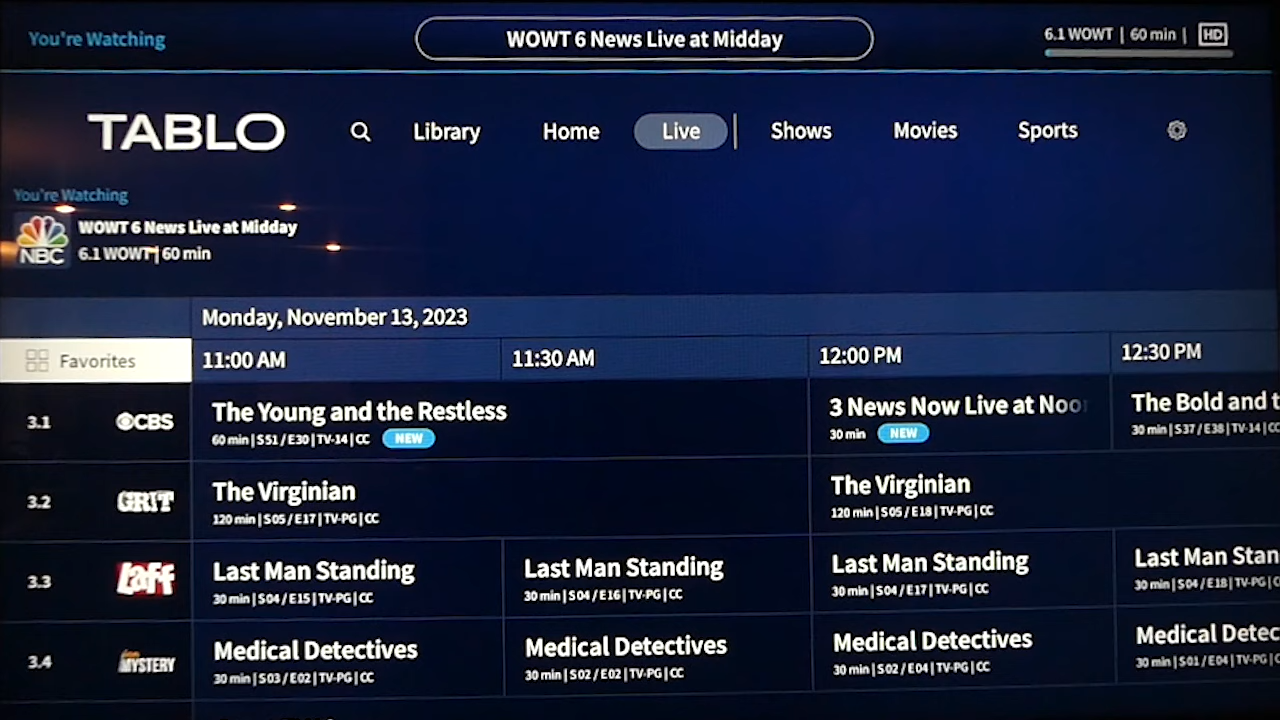 You're Watching
WOWT 6 News Live at Midday
6.1 WOWT | 60 min | HD
TABLO
Library
Home
Live
Shows
Movies
Sports
You're Watching
WOWT 6 News Live at Midday
NBC
6.1 WOWT | 60 min
Monday, November 13, 2023
Favorites
11:00 AM
11:30 AM
12:00 PM
12:30 PM
3.1
CBS
The Young and the Restless
60 min | S51 / E30 | TV-14 | CC NEW
3 News Now Live at Noo
30 min NEW
The Bold and t
30 min | S37 / E38 | TV-14 | CC
3.2
GRIT
The Virginian
120 min | S05 / E17 | TV-PG | CC
The Virginian
120 min | S05 / E18 | TV-PG | CC
3.3
Laff
Last Man Standing
30 min | S04 / E15 | TV-PG | CC
Last Man Standing
30 min | S04 / E16 | TV-PG | CC
Last Man Standing
30 min | S04 / E17 | TV-PG | CC
Last Man Stan
30 min | S04 / E18 | TV-PG | C
3.4
ion
MYSTERY
Medical Detectives
30 min | S03 / E02 | TV-PG | CC
Medical Detectives
30 min | S02 / E02 | TV-PG | CC
Medical Detectives
30 min | S02 / E04 | TV-PG | CC
Medical Detec
30 min | S01 / E04 | TV-PG | C